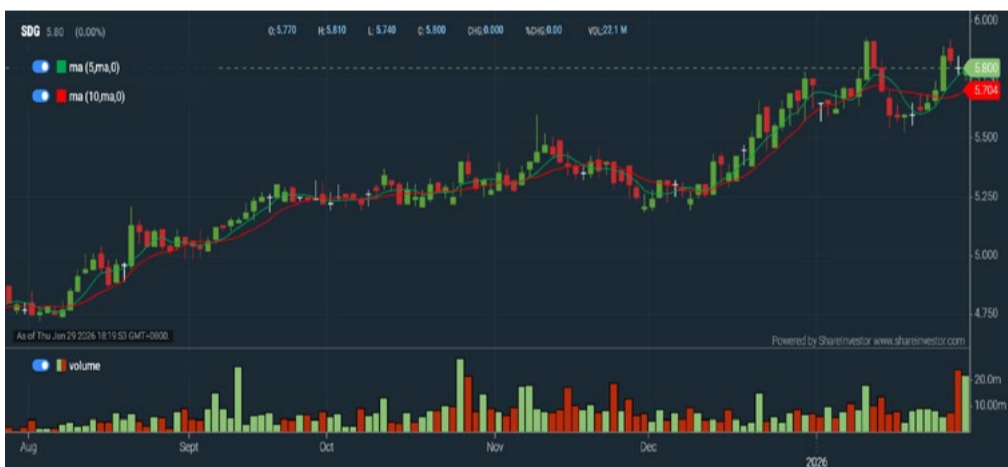 SDG 5.80 (0.00%) O:5.770 H:5.810 L:5.740 C:5.800 CHG:0.000 %CHG:0.00 VOL:22.1 M
ma (5,ma,0)
ma (10,ma,0)
6.000
5.800
5.704
5.500
5.250
5.000
4.750
As of Thu Jan 29 2026 18:19:53 GMT+0800.
Powered by ShareInvestor www.shareinvestor.com
volume
20.0m
10.00m
Aug Sept Oct Nov Dec 2026